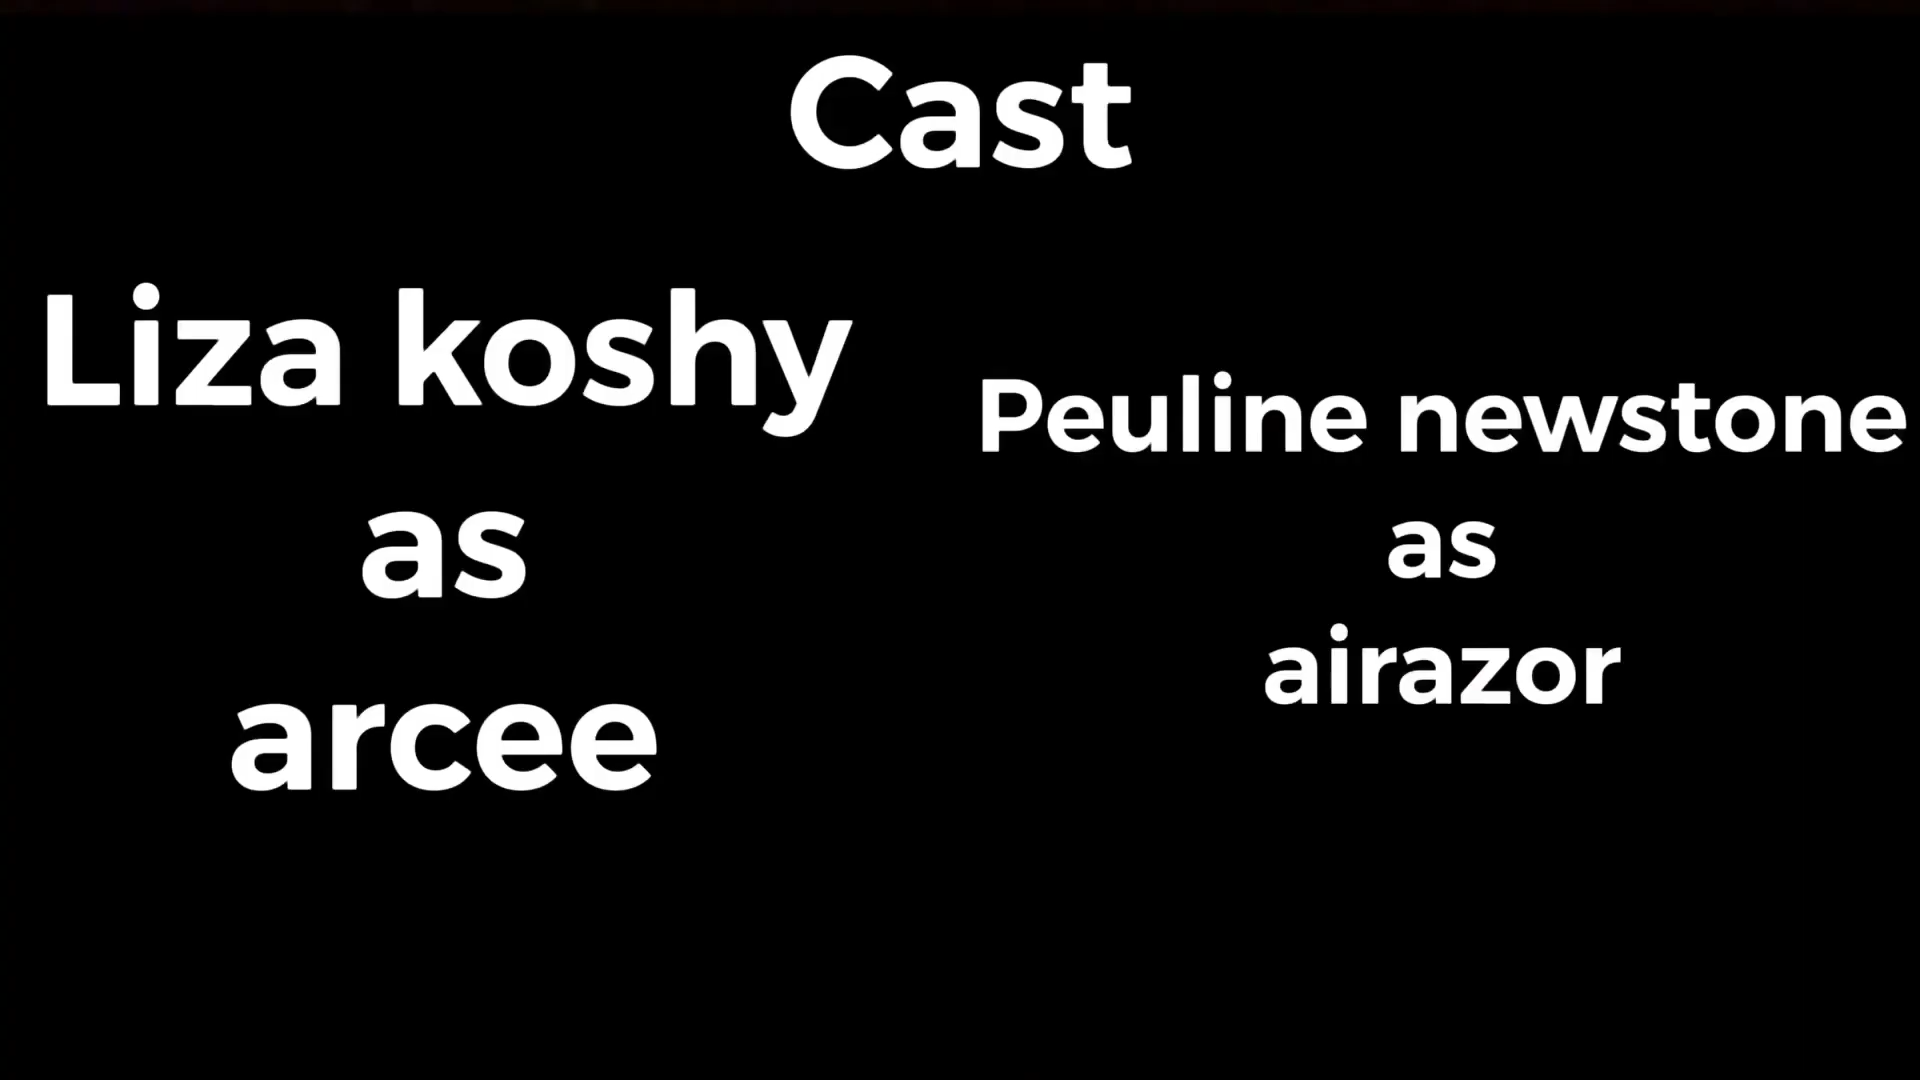 Cast
Liza koshy
as
arcee
Peuline newstone
as
airazor